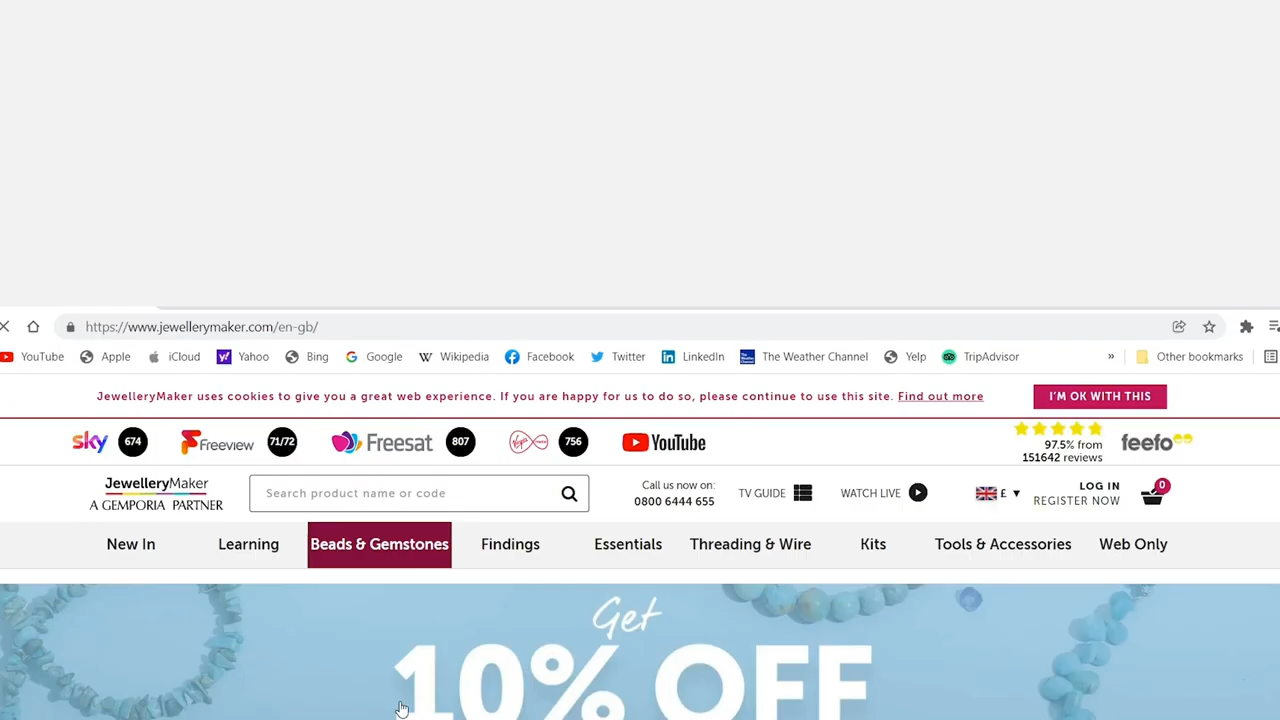 https://www.jewellerymaker.com/en-gb/
YouTube Apple iCloud Yahoo Bing Google Wikipedia Facebook Twitter LinkedIn The Weather Channel Yelp TripAdvisor » Other bookmarks
JewelleryMaker uses cookies to give you a great web experience. If you are happy for us to do so, please continue to use this site. Find out more
I'M OK WITH THIS
sky 674 Freeview 71/72 Freesat 807 Virgin media 756 YouTube
97.5% from
151642 reviews
feefo
JewelleryMaker
A GEMPORIA PARTNER
Search product name or code
Call us now on:
0800 6444 655
TV GUIDE
WATCH LIVE
£
LOG IN
REGISTER NOW
0
New In Learning Beads & Gemstones Findings Essentials Threading & Wire Kits Tools & Accessories Web Only
Get
10% OFF